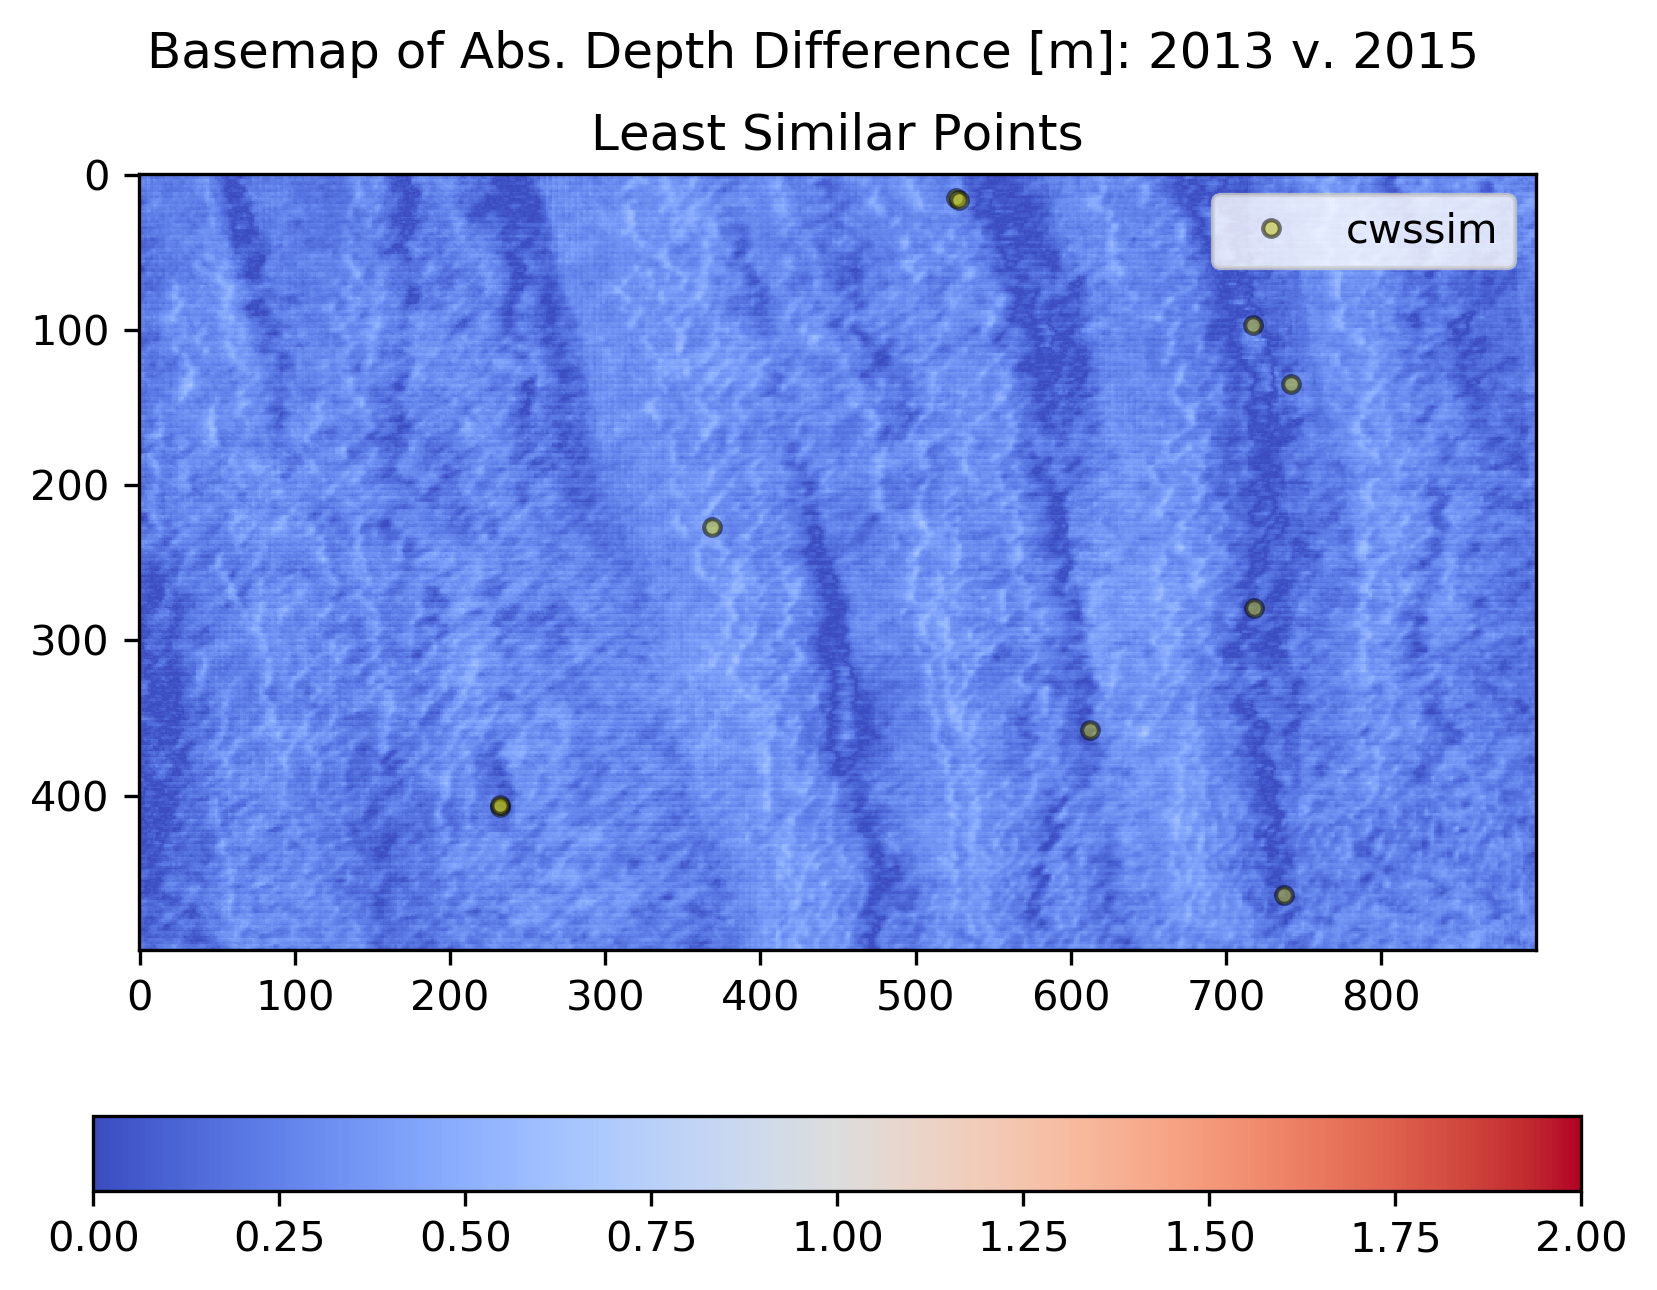 Basemap of Abs. Depth Difference [m]: 2013 v. 2015
Least Similar Points
cwssim
0
100
200
300
400
0 100 200 300 400 500 600 700 800
0.00 0.25 0.50 0.75 1.00 1.25 1.50 1.75 2.00